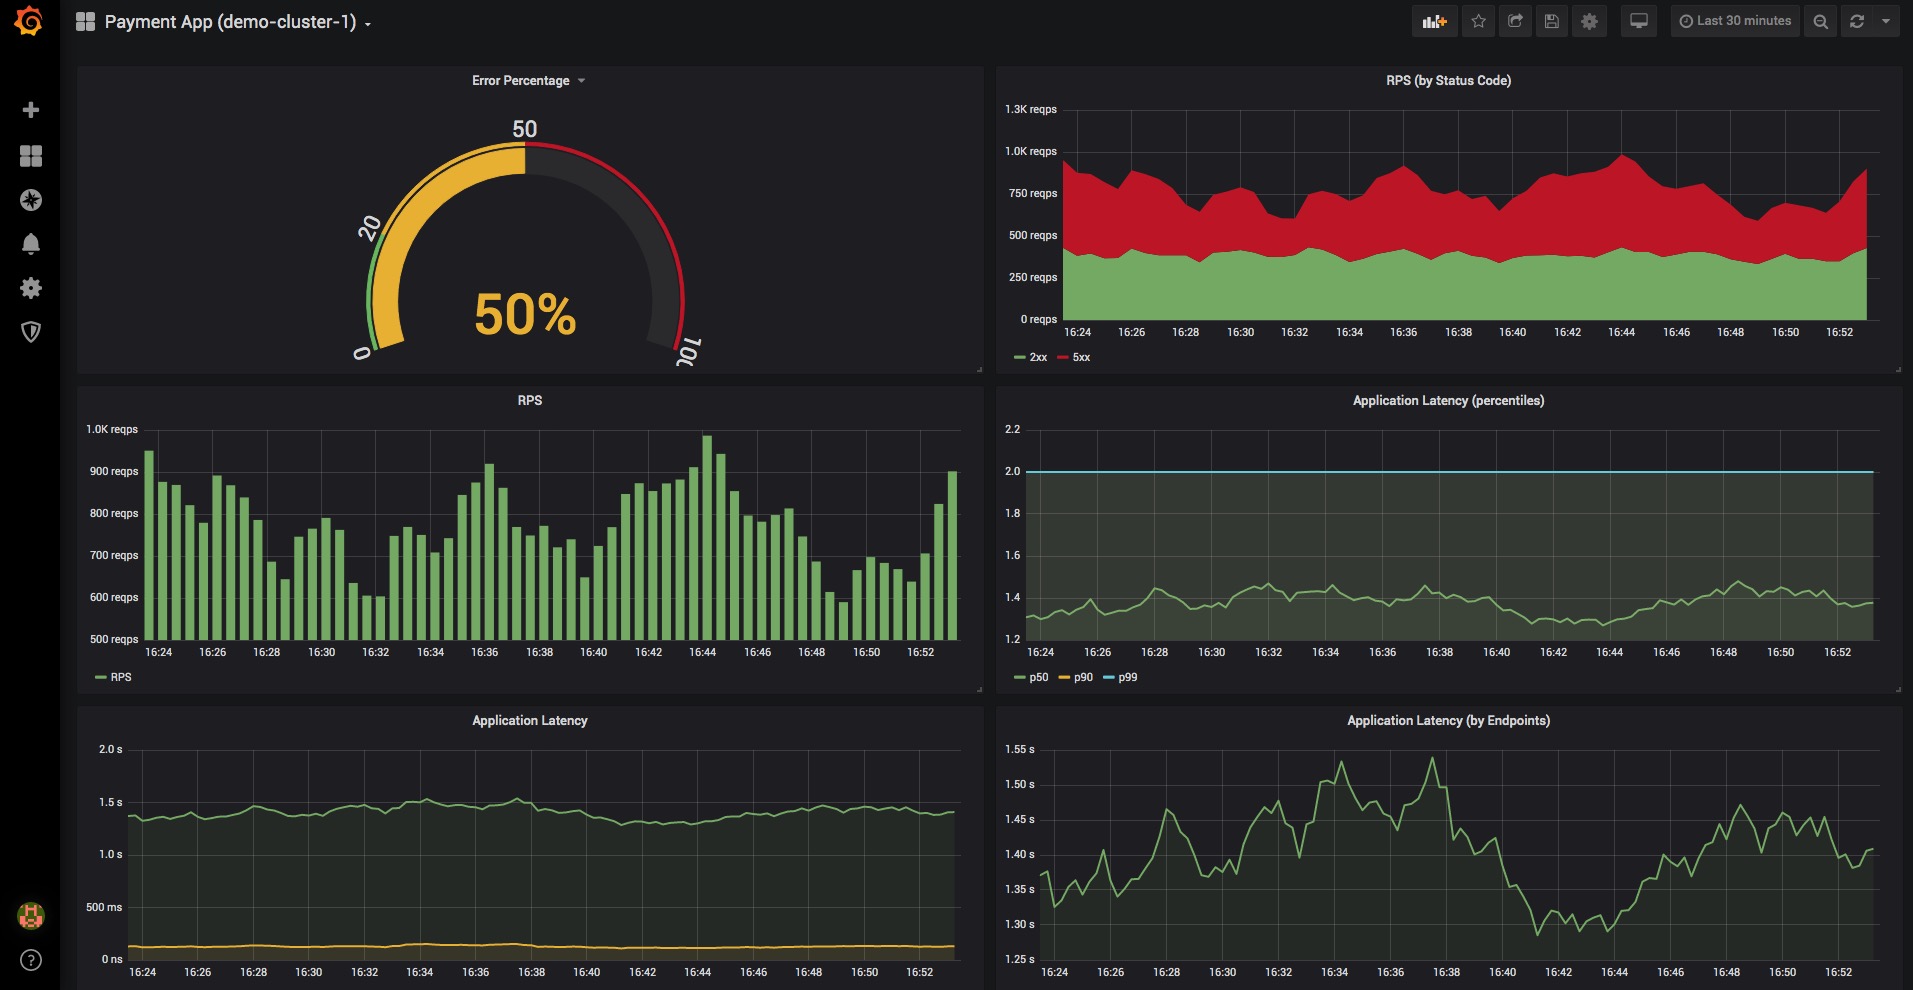 Payment App (demo-cluster-1)
Last 30 minutes
Error Percentage
50
20
0
100
50%
RPS (by Status Code)
1.3K reqps
1.0K reqps
750 reqps
500 reqps
250 reqps
0 reqps
16:24 16:26 16:28 16:30 16:32 16:34 16:36 16:38 16:40 16:42 16:44 16:46 16:48 16:50 16:52
2xx 5xx
RPS
1.0K reqps
900 reqps
800 reqps
700 reqps
600 reqps
500 reqps
16:24 16:26 16:28 16:30 16:32 16:34 16:36 16:38 16:40 16:42 16:44 16:46 16:48 16:50 16:52
RPS
Application Latency (percentiles)
2.2
2.0
1.8
1.6
1.4
1.2
16:24 16:26 16:28 16:30 16:32 16:34 16:36 16:38 16:40 16:42 16:44 16:46 16:48 16:50 16:52
p50 p90 p99
Application Latency
2.0 s
1.5 s
1.0 s
500 ms
0 ns
16:24 16:26 16:28 16:30 16:32 16:34 16:36 16:38 16:40 16:42 16:44 16:46 16:48 16:50 16:52
Application Latency (by Endpoints)
1.55 s
1.50 s
1.45 s
1.40 s
1.35 s
1.30 s
1.25 s
16:24 16:26 16:28 16:30 16:32 16:34 16:36 16:38 16:40 16:42 16:44 16:46 16:48 16:50 16:52